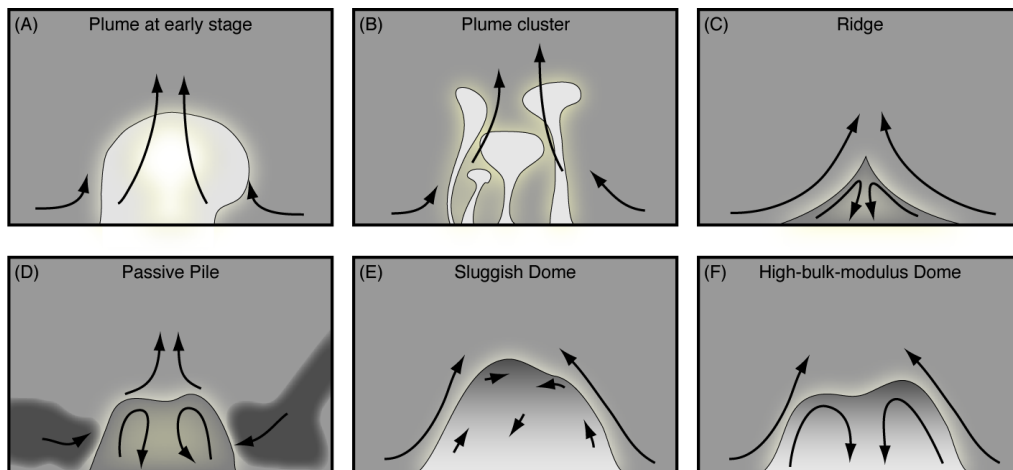 (A) Plume at early stage
(B) Plume cluster
(C) Ridge
(D) Passive Pile
(E) Sluggish Dome
(F) High-bulk-modulus Dome